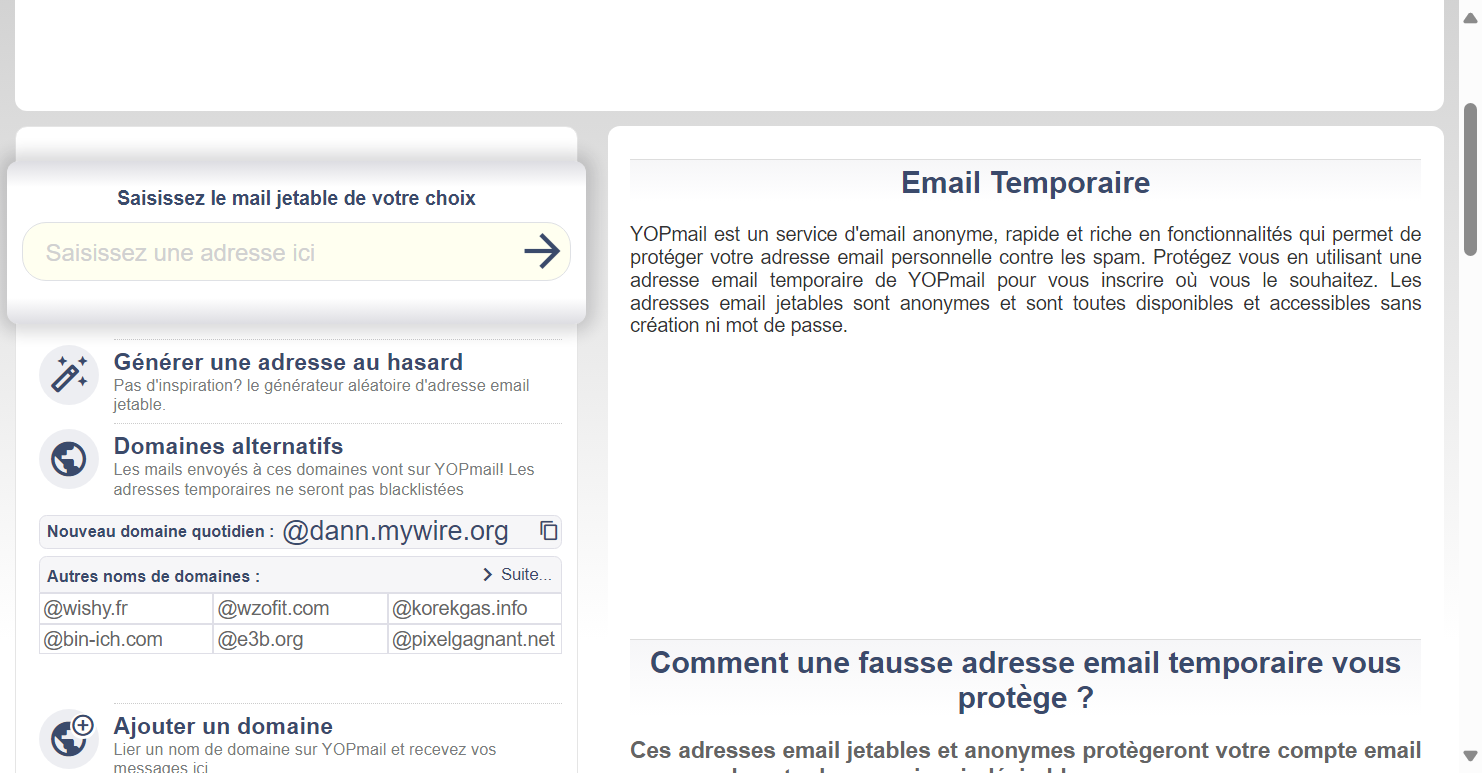 Saisissez le mail jetable de votre choix
Saisissez une adresse ici
Générer une adresse au hasard
Pas d'inspiration? le générateur aléatoire d'adresse email
jetable.
Domaines alternatifs
Les mails envoyés à ces domaines vont sur YOPmail! Les
adresses temporaires ne seront pas blacklistées
Nouveau domaine quotidien : @dann.mywire.org
Autres noms de domaines : Suite...
@wishy.fr @wzofit.com @korekgas.info
@bin-ich.com @e3b.org @pixelgagnant.net
Ajouter un domaine
Lier un nom de domaine sur YOPmail et recevez vos
messages ici
Email Temporaire
YOPmail est un service d'email anonyme, rapide et riche en fonctionnalités qui permet de
protéger votre adresse email personnelle contre les spam. Protégez vous en utilisant une
adresse email temporaire de YOPmail pour vous inscrire où vous le souhaitez. Les
adresses email jetables sont anonymes et sont toutes disponibles et accessibles sans
création ni mot de passe.
Comment une fausse adresse email temporaire vous
protège ?
Ces adresses email jetables et anonymes protègeront votre compte email